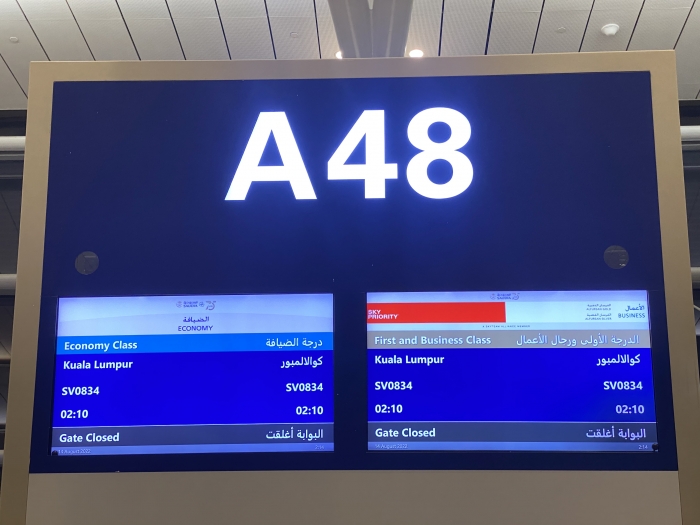 A48
الضيافة
ECONOMY
Economy Class درجة الضيافة
Kuala Lumpur كوالالمبور
SV0834 SV0834
02:10 02:10
Gate Closed البوابة أغلقت
SKY
PRIORITY
الأعمال
BUSINESS
First and Business Class الدرجة الأولى ورجال الأعمال
Kuala Lumpur كوالالمبور
SV0834 SV0834
02:10 02:10
Gate Closed البوابة أغلقت
2:14